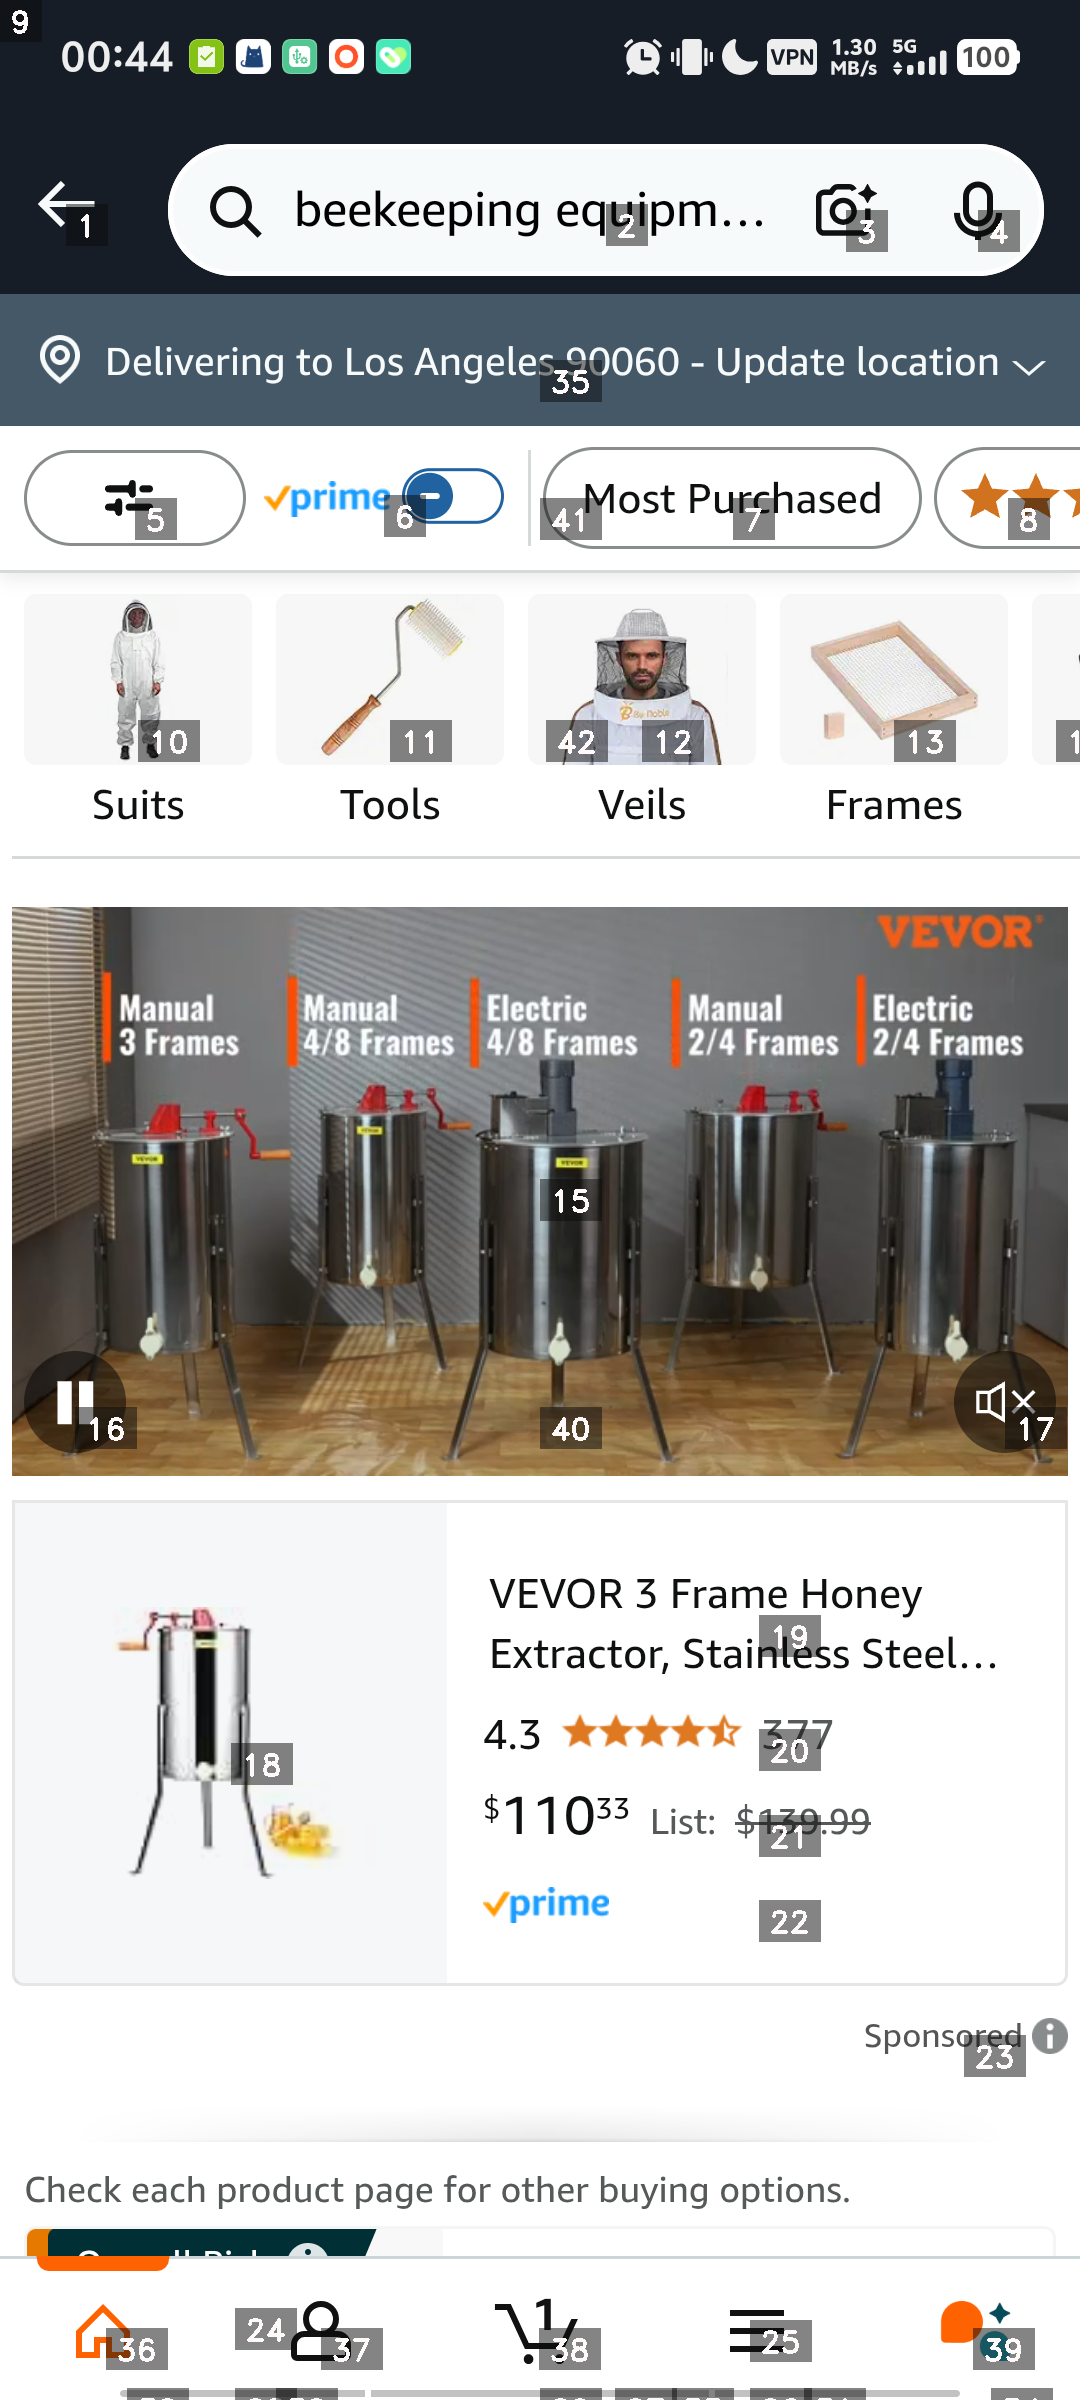 9
00:44
VPN
1.30
MB/s
5G
100
1
beekeeping equipm...
2
3
4
Delivering to Los Angeles 90060 - Update location
35
5
prime
6
Most Purchased
41
7
8
10
11
42
12
13
1
Suits
Tools
Veils
Frames
VEVOR
Manual
3 Frames
Manual
4/8 Frames
Electric
4/8 Frames
Manual
2/4 Frames
Electric
2/4 Frames
15
16
40
17
VEVOR 3 Frame Honey
19
Extractor, Stainless Steel...
4.3
377
20
18
$110.33 List: $139.99
21
prime
22
Sponsored
23
Check each product page for other buying options.
36
24
37
1
38
25
39